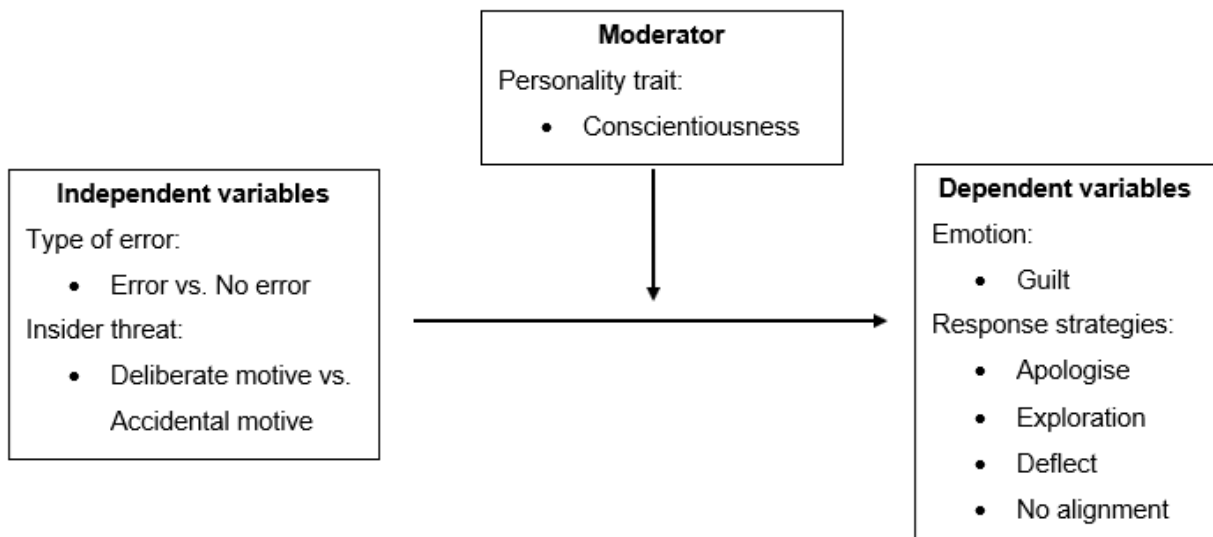 Moderator
Personality trait:
• Conscientiousness
Independent variables
Type of error:
• Error vs. No error
Insider threat:
• Deliberate motive vs.
Accidental motive
Dependent variables
Emotion:
• Guilt
Response strategies:
• Apologise
• Exploration
• Deflect
• No alignment